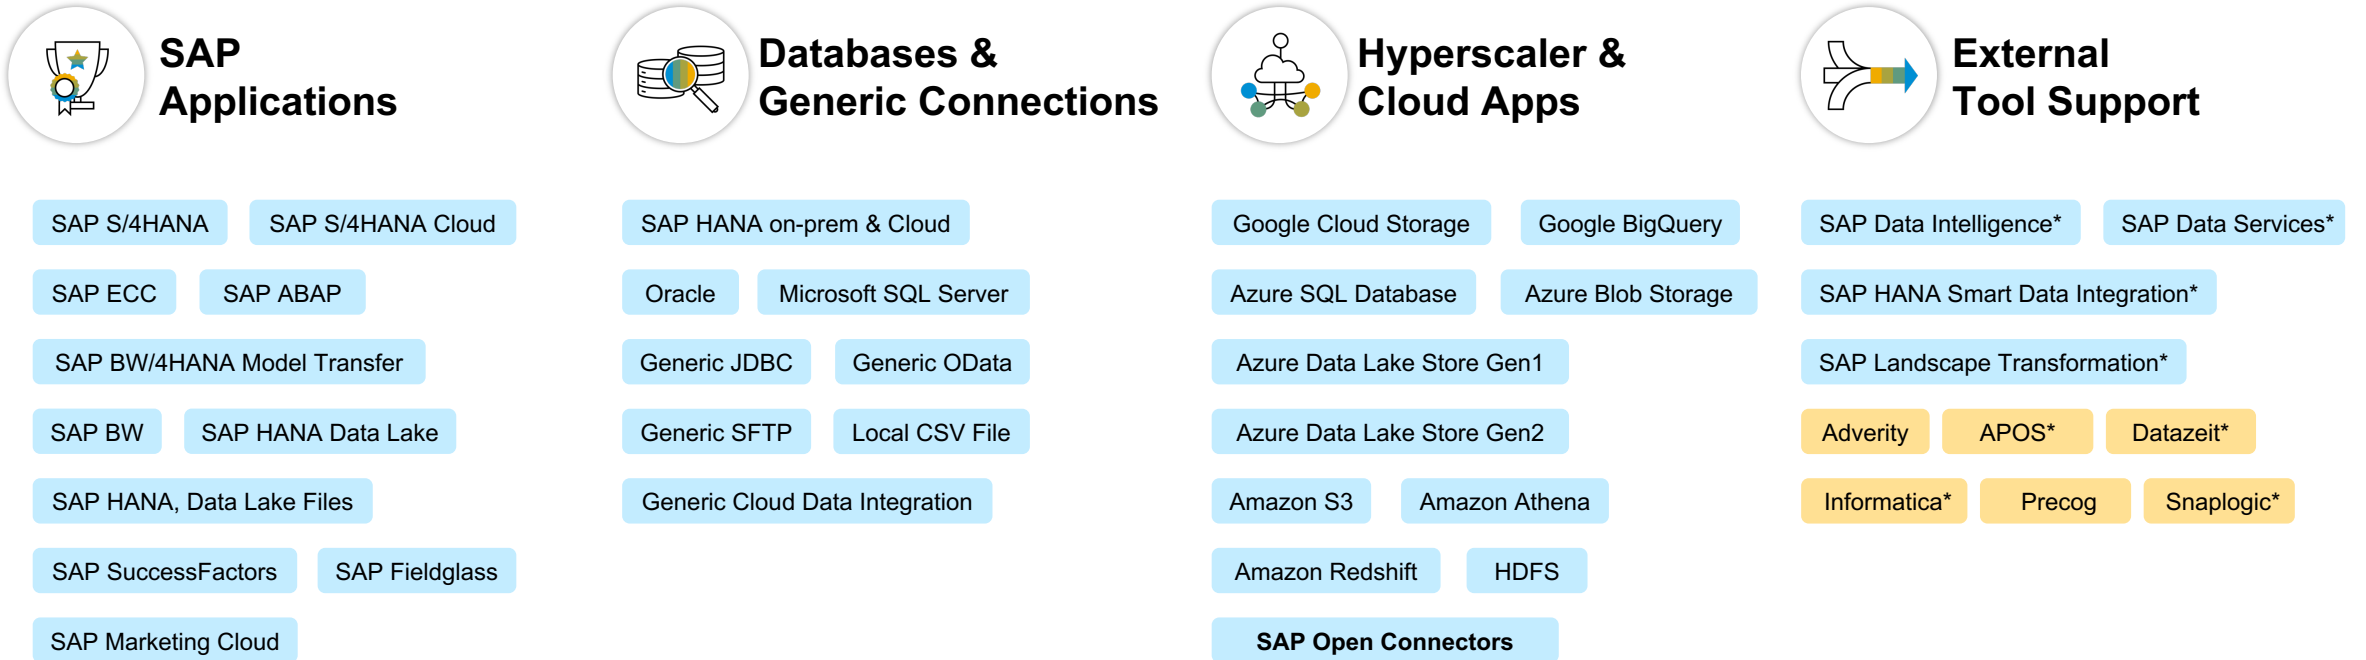 SAP
Applications
SAP S/4HANA
SAP S/4HANA Cloud
SAP ECC
SAP ABAP
SAP BW/4HANA Model Transfer
SAP BW
SAP HANA Data Lake
SAP HANA, Data Lake Files
SAP SuccessFactors
SAP Fieldglass
SAP Marketing Cloud
Databases &
Generic Connections
SAP HANA on-prem & Cloud
Oracle
Microsoft SQL Server
Generic JDBC
Generic OData
Generic SFTP
Local CSV File
Generic Cloud Data Integration
Hyperscaler &
Cloud Apps
Google Cloud Storage
Google BigQuery
Azure SQL Database
Azure Blob Storage
Azure Data Lake Store Gen1
Azure Data Lake Store Gen2
Amazon S3
Amazon Athena
Amazon Redshift
HDFS
SAP Open Connectors
External
Tool Support
SAP Data Intelligence*
SAP Data Services*
SAP HANA Smart Data Integration*
SAP Landscape Transformation*
Adverity
APOS*
Datazeit*
Informatica*
Precog
Snaplogic*